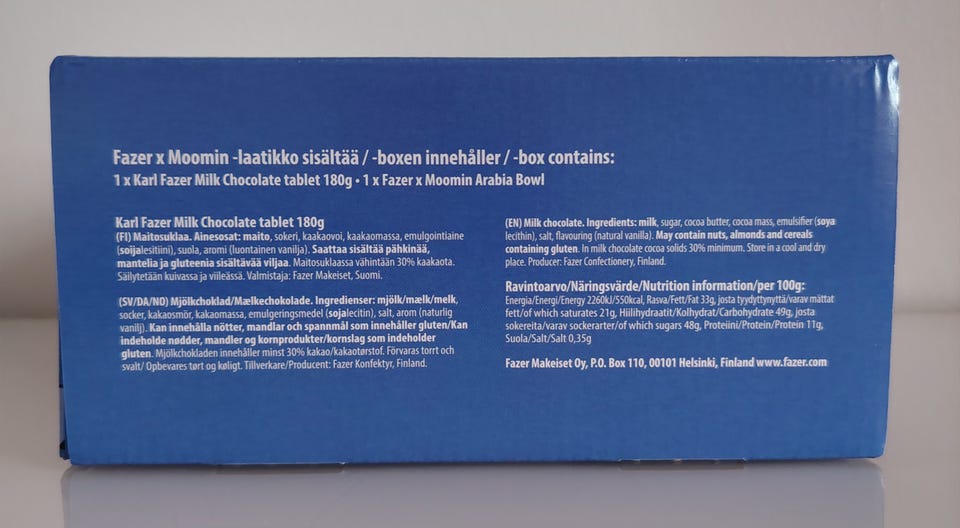 Fazer x Moomin -laatikko sisältää / -boxen innehåller / -box contains:
1 x Karl Fazer Milk Chocolate tablet 180g • 1 x Fazer x Moomin Arabia Bowl
Karl Fazer Milk Chocolate tablet 180g
(FI) Maitosuklaa. Ainesosat: maito, sokeri, kaakaovoi, kaakaomassa, emulgointiaine
(soijalesitiini), suola, aromi (luontainen vanilja). Saattaa sisältää pähkinää,
mantelia ja gluteenia sisältävää viljaa. Maitosuklaassa vähintään 30% kaakaota.
Säilytetään kuivassa ja viileässä. Valmistaja: Fazer Makeiset, Suomi.
(SV/DA/NO) Mjölkchoklad/Mælkechokolade. Ingredienser: mjölk/mælk/melk,
socker, kakaosmör, kakaomassa, emulgeringsmedel (sojalecitin), salt, arom (naturlig
vanilj). Kan innehålla nötter, mandlar och spannmål som innehåller gluten/Kan
indeholde nødder, mandler og kornprodukter/kornslag som indeholder
gluten. Mjölkchokladen innehåller minst 30% kakao/kakaotørstof. Förvaras torrt och
svalt/ Opbevares tørt og køligt. Tillverkare/Producent: Fazer Konfektyr, Finland.
(EN) Milk chocolate. Ingredients: milk, sugar, cocoa butter, cocoa mass, emulsifier (soya
lecithin), salt, flavouring (natural vanilla). May contain nuts, almonds and cereals
containing gluten. In milk chocolate cocoa solids 30% minimum. Store in a cool and dry
place. Producer: Fazer Confectionery, Finland.
Ravintoarvo/Näringsvärde/Nutrition information/per 100g:
Energia/Energi/Energy 2260kJ/550kcal, Rasva/Fett/Fat 33g, josta tyydyttynyttä/varav mättat
fett/of which saturates 21g, Hiilihydraatit/Kolhydrat/Carbohydrate 49g, josta
sokereita/varav sockerarter/of which sugars 48g, Proteiini/Protein/Protein 11g,
Suola/Salt/Salt 0,35g
Fazer Makeiset Oy, P.O. Box 110, 00101 Helsinki, Finland www.fazer.com